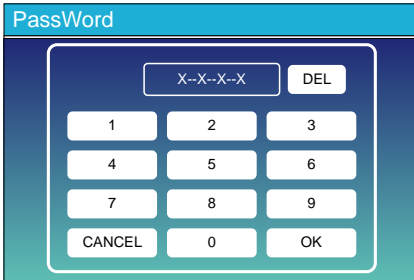 PassWord
X--X--X--X DEL
1 2 3
4 5 6
7 8 9
CANCEL 0 OK